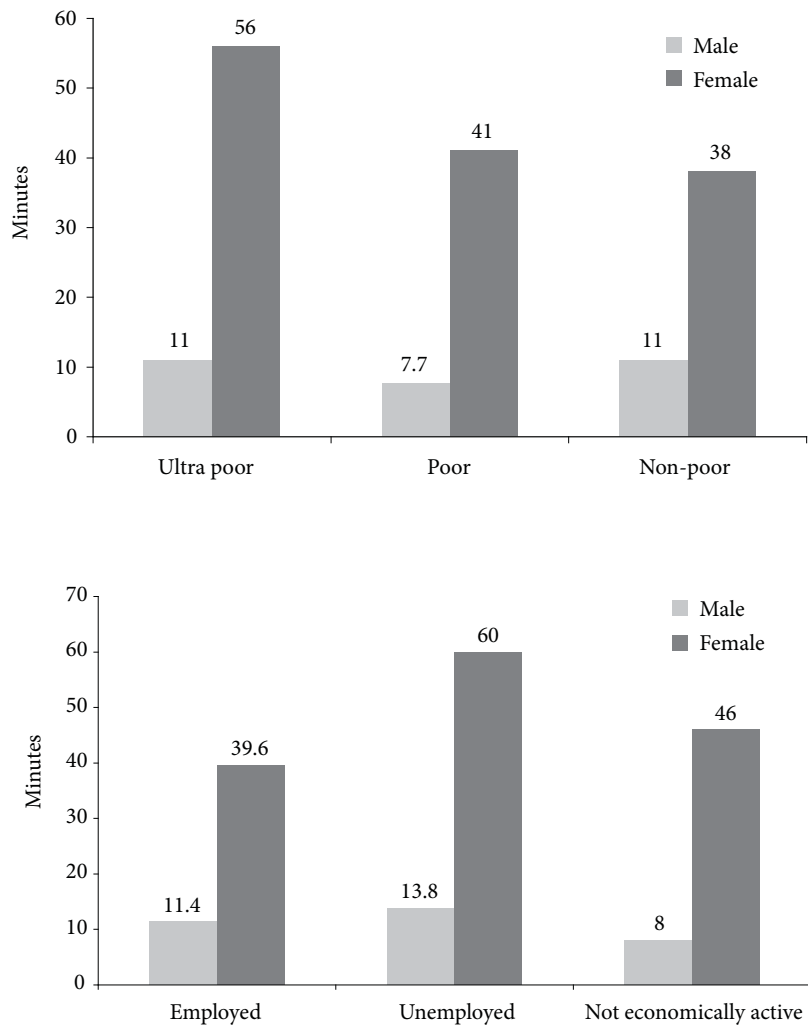 60
50
40
30
20
10
0
Minutes
56
41
38
11
7.7
11
Male
Female
Ultra poor
Poor
Non-poor
70
60
50
40
30
20
10
0
Minutes
39.6
60
46
11.4
13.8
8
Male
Female
Employed
Unemployed
Not economically active